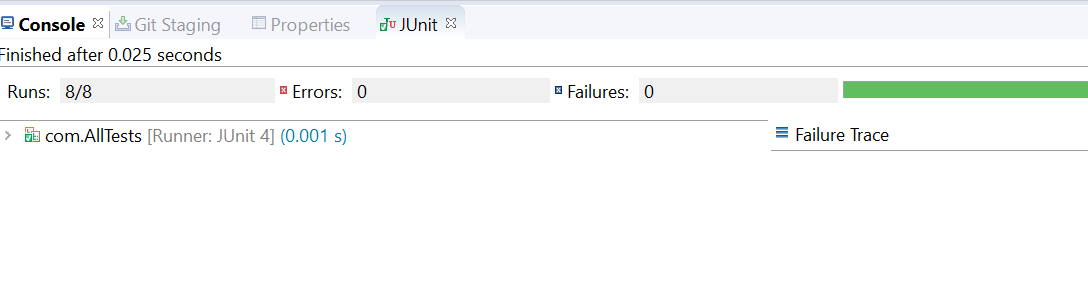 Console Git Staging Properties JUnit
Finished after 0.025 seconds
Runs: 8/8 Errors: 0 Failures: 0
com.AllTests [Runner: JUnit 4] (0.001 s) Failure Trace